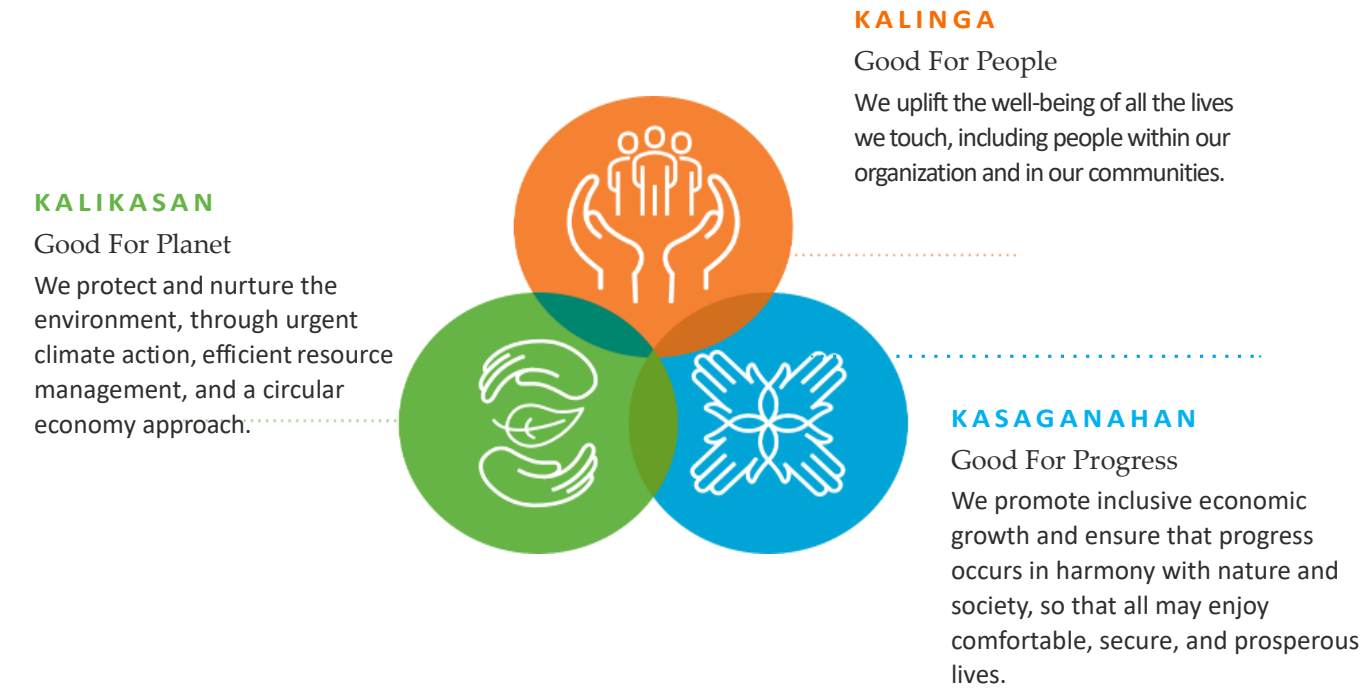 KALINGA
Good For People
We uplift the well-being of all the lives
we touch, including people within our
organization and in our communities.
KALIKASAN
Good For Planet
We protect and nurture the
environment, through urgent
climate action, efficient resource
management, and a circular
economy approach.
KASAGANAHAN
Good For Progress
We promote inclusive economic
growth and ensure that progress
occurs in harmony with nature and
society, so that all may enjoy
comfortable, secure, and prosperous
lives.